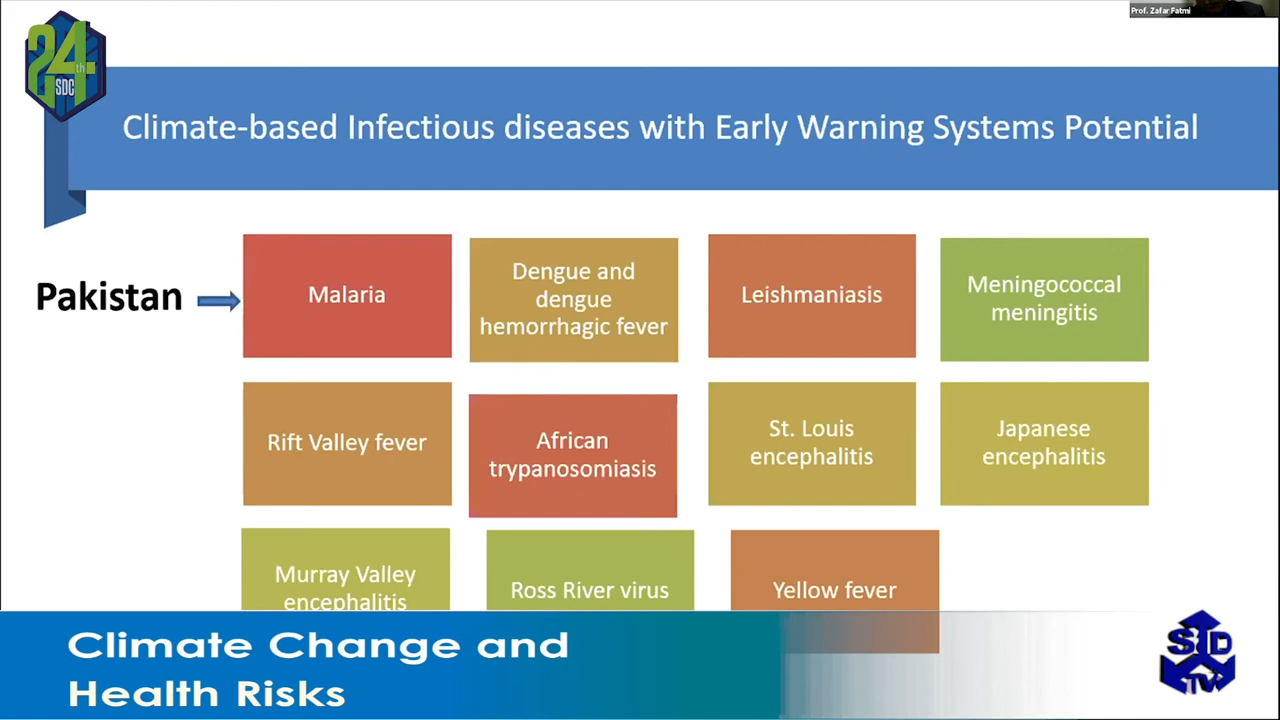 Prof. Zafar Fatmi
24th
SDC
Climate-based Infectious diseases with Early Warning Systems Potential
Pakistan
Malaria
Dengue and
dengue
hemorrhagic fever
Leishmaniasis
Meningococcal
meningitis
Rift Valley fever
African
trypanosomiasis
St. Louis
encephalitis
Japanese
encephalitis
Murray Valley
encephalitis
Ross River virus
Yellow fever
Climate Change and
Health Risks
SD
TV